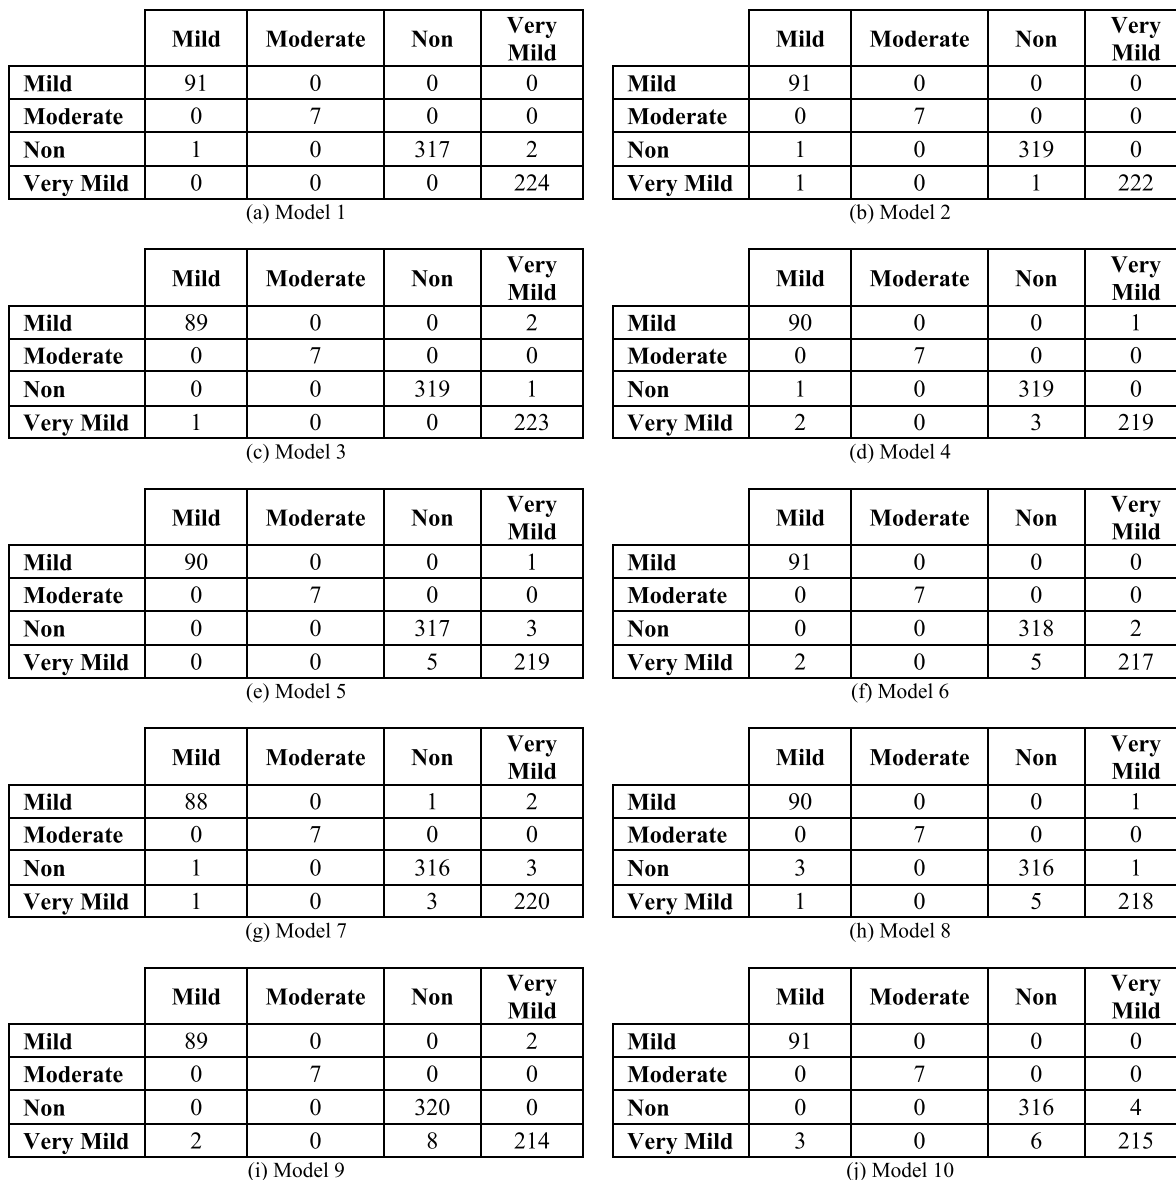 Mild Moderate Non Very Mild
Mild 91 0 0 0
Moderate 0 7 0 0
Non 1 0 317 2
Very Mild 0 0 0 224
(a) Model 1
Mild Moderate Non Very Mild
Mild 91 0 0 0
Moderate 0 7 0 0
Non 1 0 319 0
Very Mild 1 0 1 222
(b) Model 2
Mild Moderate Non Very Mild
Mild 89 0 0 2
Moderate 0 7 0 0
Non 0 0 319 1
Very Mild 1 0 0 223
(c) Model 3
Mild Moderate Non Very Mild
Mild 90 0 0 1
Moderate 0 7 0 0
Non 1 0 319 0
Very Mild 2 0 3 219
(d) Model 4
Mild Moderate Non Very Mild
Mild 90 0 0 1
Moderate 0 7 0 0
Non 0 0 317 3
Very Mild 0 0 5 219
(e) Model 5
Mild Moderate Non Very Mild
Mild 91 0 0 0
Moderate 0 7 0 0
Non 0 0 318 2
Very Mild 2 0 5 217
(f) Model 6
Mild Moderate Non Very Mild
Mild 88 0 1 2
Moderate 0 7 0 0
Non 1 0 316 3
Very Mild 1 0 3 220
(g) Model 7
Mild Moderate Non Very Mild
Mild 90 0 0 1
Moderate 0 7 0 0
Non 3 0 316 1
Very Mild 1 0 5 218
(h) Model 8
Mild Moderate Non Very Mild
Mild 89 0 0 2
Moderate 0 7 0 0
Non 0 0 320 0
Very Mild 2 0 8 214
(i) Model 9
Mild Moderate Non Very Mild
Mild 91 0 0 0
Moderate 0 7 0 0
Non 0 0 316 4
Very Mild 3 0 6 215
(j) Model 10